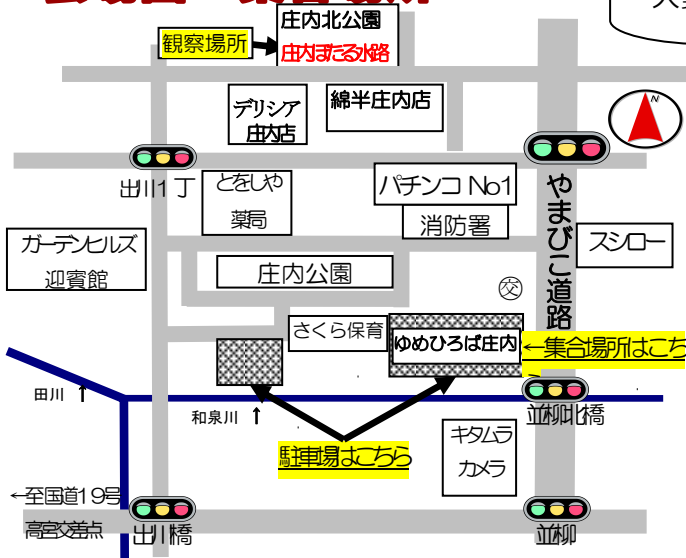 庄内北公園
観察場所
庄内ほたる水路
N
デリシア
庄内店
綿半庄内店
出川1丁
とをしや
薬局
パチンコ No1
消防署
やまびこ道路
スシロー
ガーデンヒルズ
迎賓館
庄内公園
交
さくら保育
ゆめひろば庄内
←集合場所はこち
田川 ↑
和泉川 ↑
並柳北橋
駐車場はこちら
キタムラ
カメラ
←至国道19号
高宮交差点
出川橋
並柳